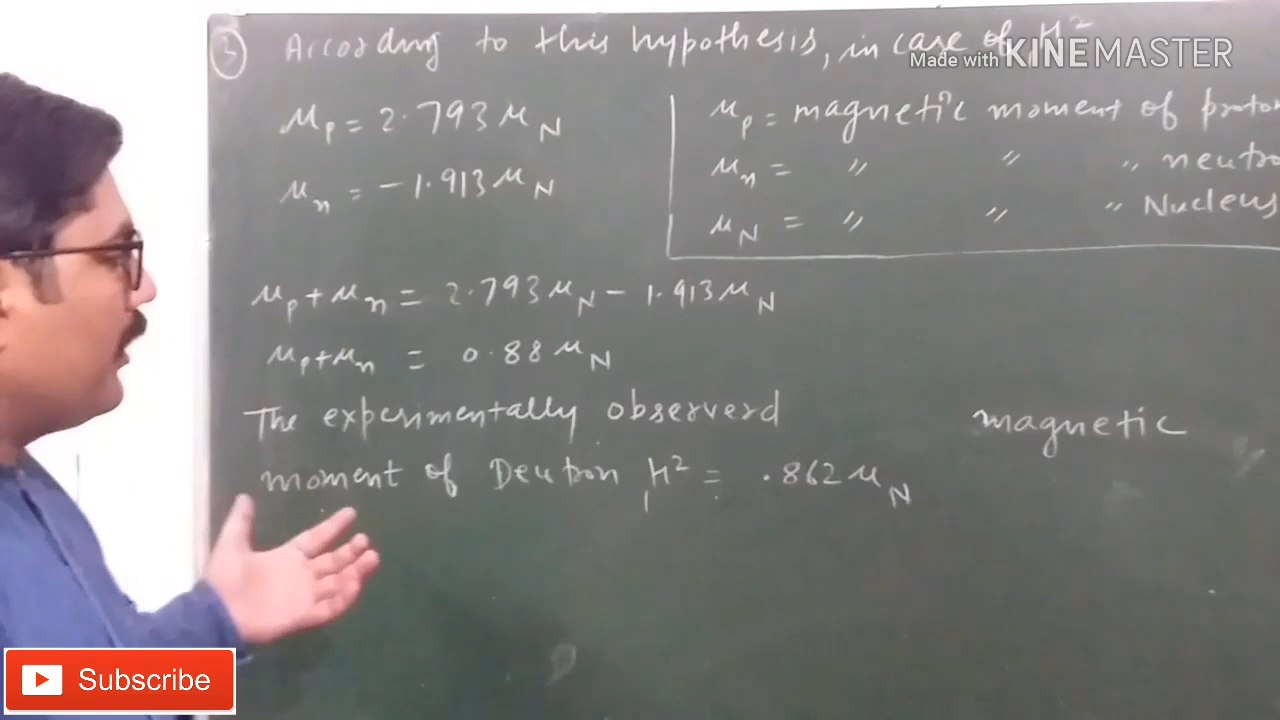 ③ According to this hypothesis, in case of H²
Made with KINEMASTER
μp = 2.793 μN
μn = -1.913 μN
μp = magnetic moment of proton
μn = " " " neutro
μN = " " " Nucleus
μp + μn = 2.793 μN - 1.913 μN
μp + μn = 0.88 μN
The experimentally observerd magnetic
moment of Deutron ₁H² = .862 μN
Subscribe